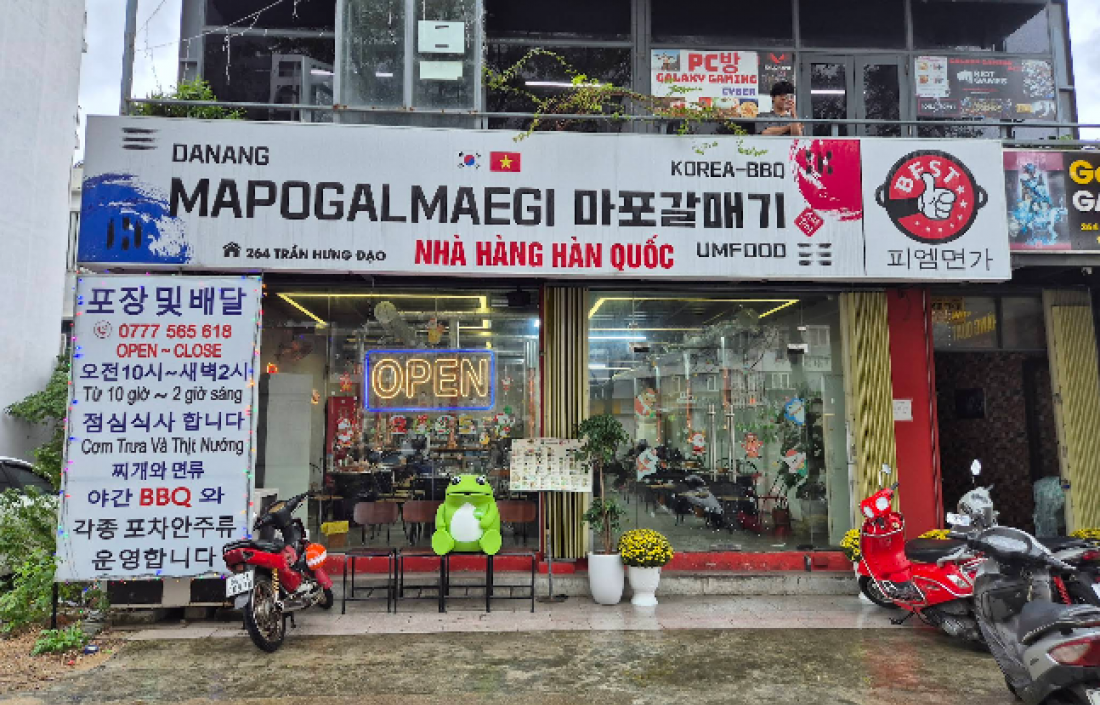 PC방
GALAXY GAMING
CYBER
RIOT
GAMES
DANANG
KOREA-BBQ
MAPOGALMAEGI 마포갈매기
264 TRẦN HƯNG ĐẠO
NHÀ HÀNG HÀN QUỐC
UMFOOD
BEST
피엠면가
264
포장 및 배달
0777 565 618
OPEN ~ CLOSE
오전10시~새벽2시
Từ 10 giờ ~ 2 giờ sáng
점심식사 합니다
Cơm Trưa Và Thịt Nướng
찌개와 면류
야간 BBQ 와
각종 포차안주류
운영합니다
OPEN